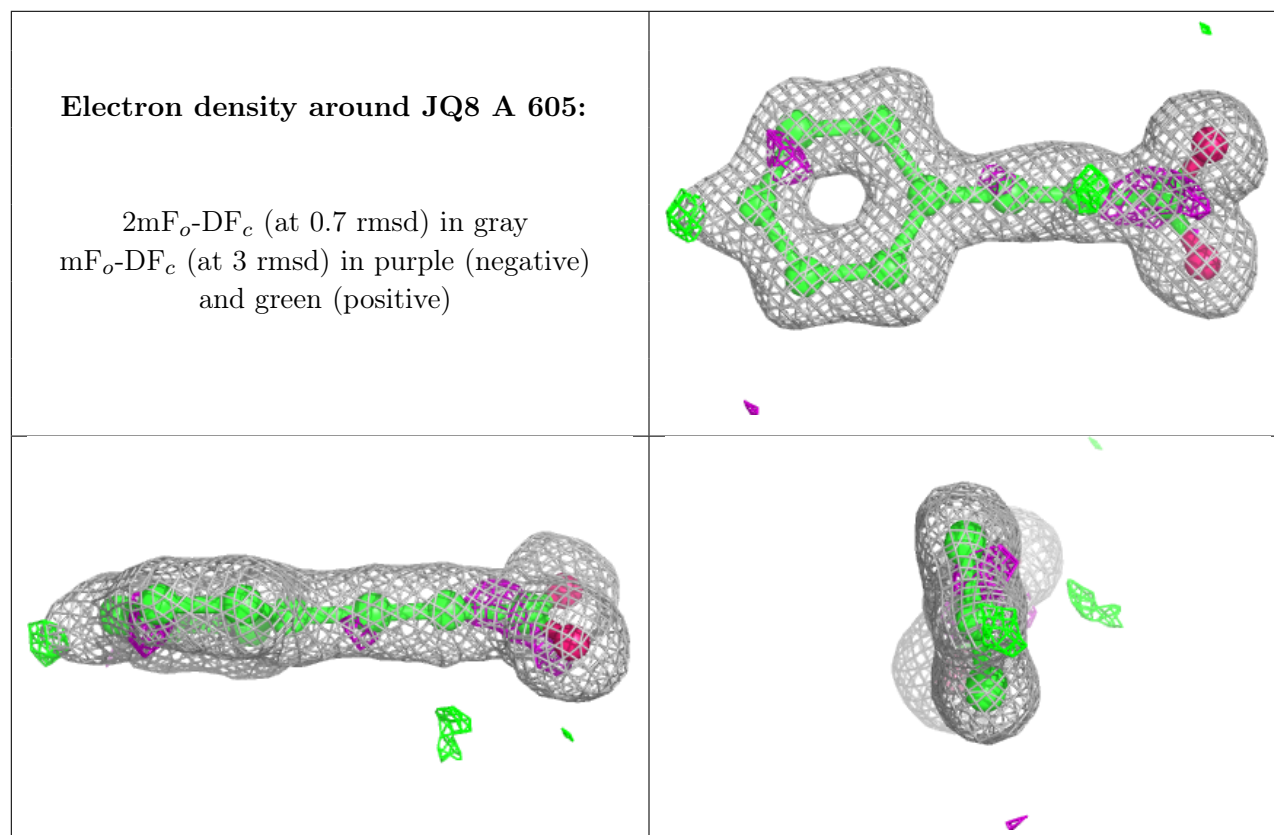 Electron density around JQ8 A 605:
2mFₒ-DF𝒸 (at 0.7 rmsd) in gray
mFₒ-DF𝒸 (at 3 rmsd) in purple (negative)
and green (positive)